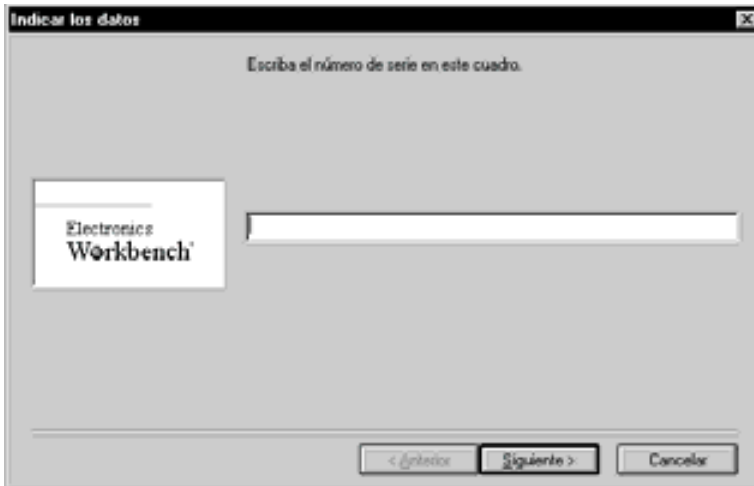 Indicar los datos
Escriba el número de serie en este cuadro.
Electronics
Workbench
< Anterior
Siguiente >
Cancelar